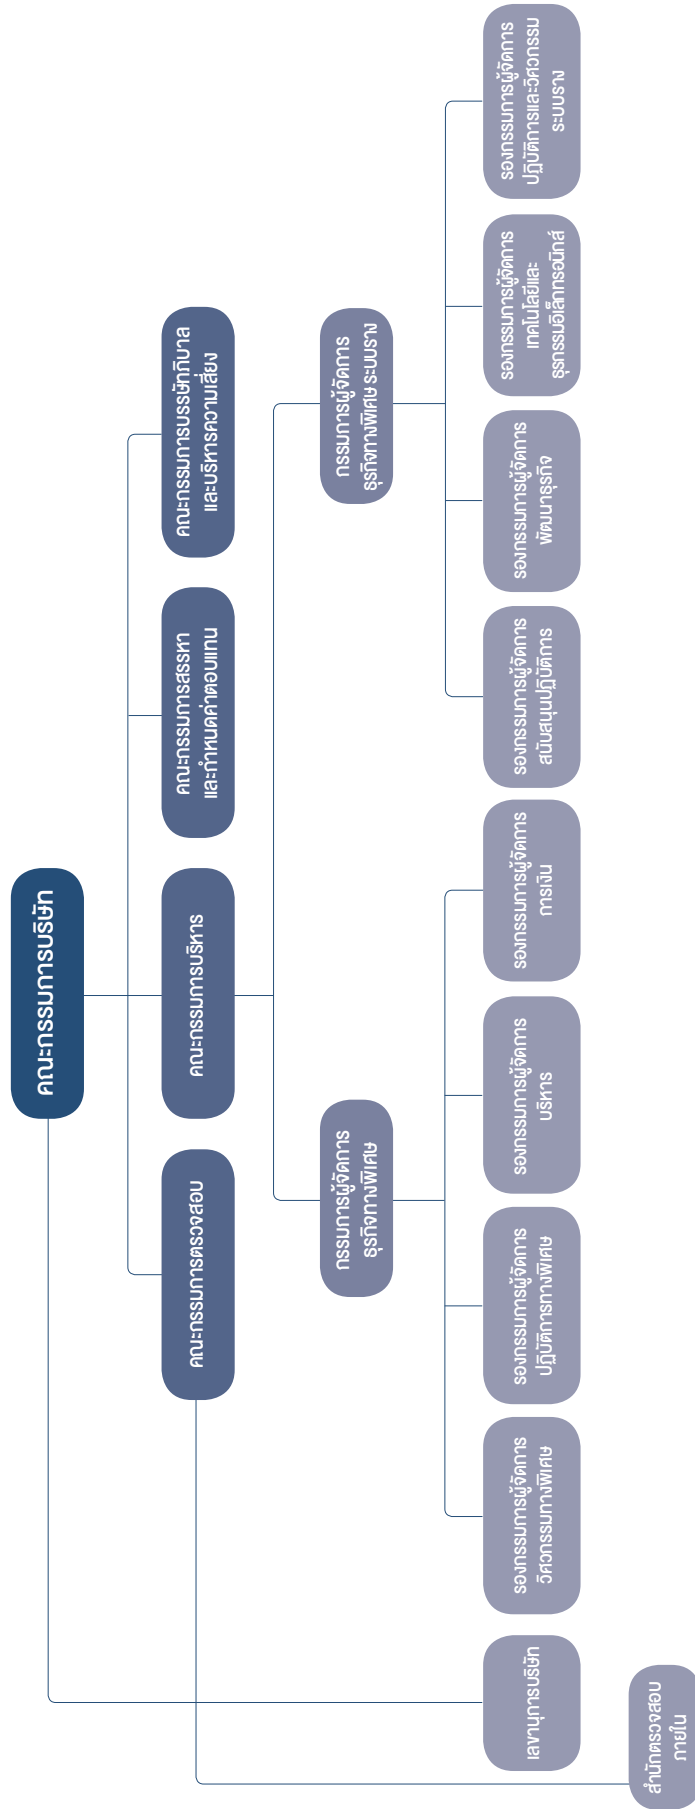 คณะกรรมการบริษัท
คณะกรรมการตรวจสอบ
คณะกรรมการบริหาร
คณะกรรมการสรรหา
และกำหนดค่าตอบแทน
คณะกรรมการบรรษัทภิบาล
และบริหารความเสี่ยง
กรรมการผู้จัดการ
ธุรกิจทางพิเศษ
กรรมการผู้จัดการ
ธุรกิจทางพิเศษ ระบบราง
เลขานุการบริษัท
รองกรรมการผู้จัดการ
วิศวกรรมทางพิเศษ
รองกรรมการผู้จัดการ
ปฏิบัติการทางพิเศษ
รองกรรมการผู้จัดการ
บริหาร
รองกรรมการผู้จัดการ
การเงิน
รองกรรมการผู้จัดการ
สนับสนุนปฏิบัติการ
รองกรรมการผู้จัดการ
พัฒนาธุรกิจ
รองกรรมการผู้จัดการ
เทคโนโลยีและ
ธุรกรรมอิเล็กทรอนิกส์
รองกรรมการผู้จัดการ
ปฏิบัติการและวิศวกรรม
ระบบราง
สำนักตรวจสอบ
ภายใน